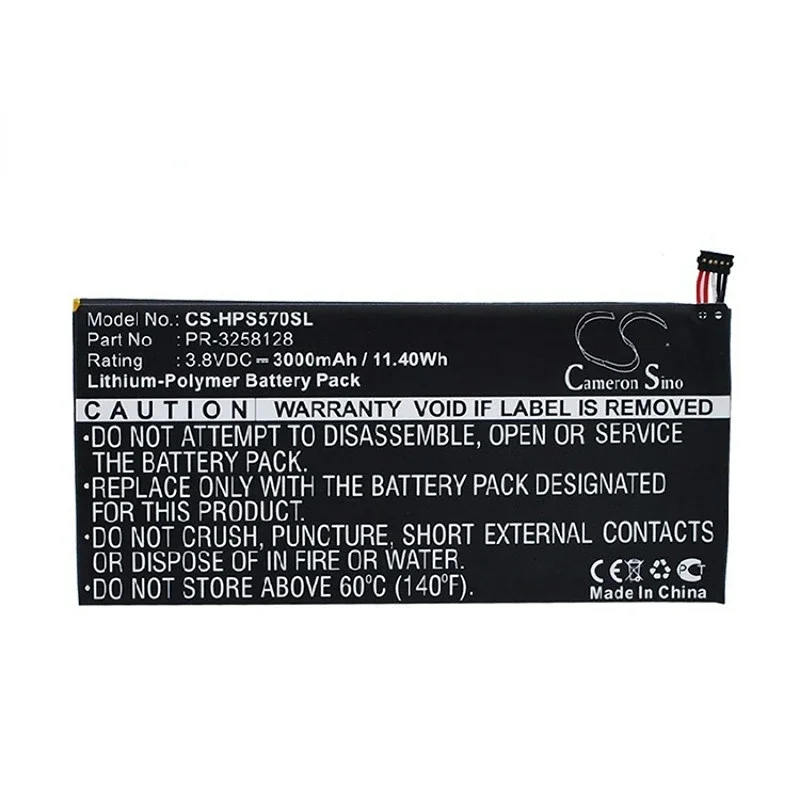 Model No.: CS-HPS570SL
Part No : PR-3258128
Rating : 3.8VDC ⎓ 3000mAh / 11.40Wh
Lithium-Polymer Battery Pack
CS
Cameron Sino
CAUTION WARRANTY VOID IF LABEL IS REMOVED
•DO NOT ATTEMPT TO DISASSEMBLE, OPEN OR SERVICE
THE BATTERY PACK.
•REPLACE ONLY WITH THE BATTERY PACK DESIGNATED
FOR THIS PRODUCT.
•DO NOT CRUSH, PUNCTURE, SHORT EXTERNAL CONTACTS
OR DISPOSE OF IN FIRE OR WATER.
•DO NOT STORE ABOVE 60ºC (140ºF).
CE
Made In China